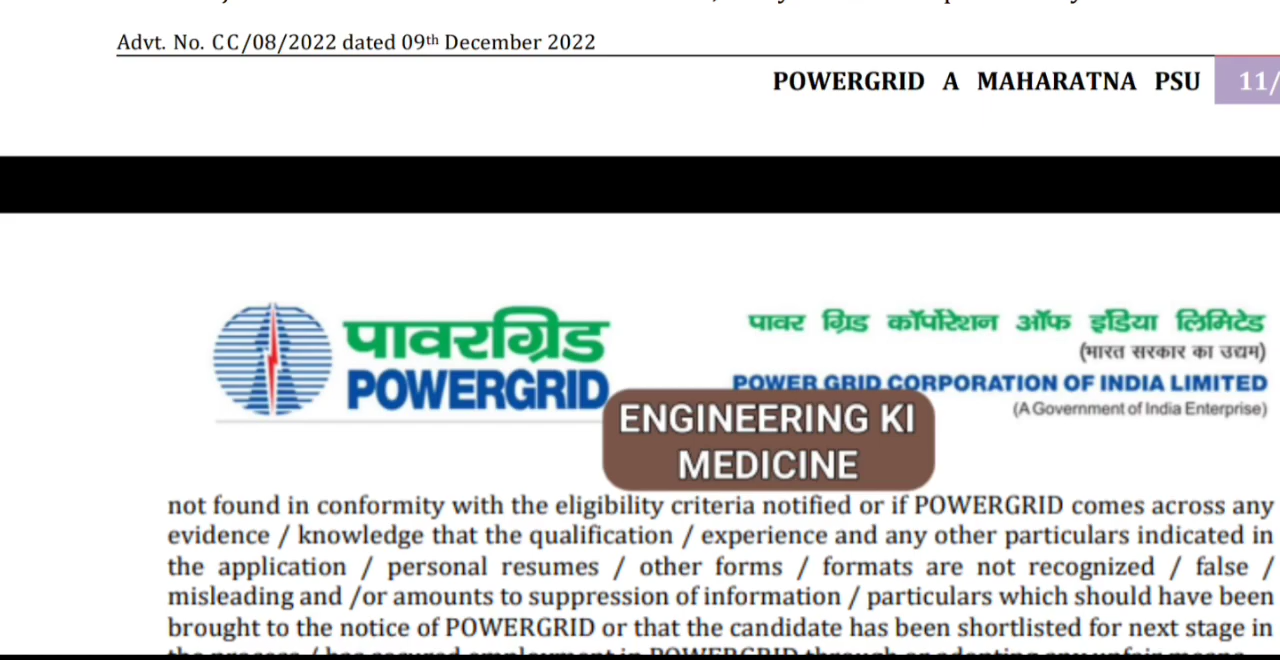 Advt. No. CC/08/2022 dated 09th December 2022
POWERGRID A MAHARATNA PSU 11/
पावरग्रिड
POWERGRID
पावर ग्रिड कॉर्पोरेशन ऑफ इंडिया लिमिटेड
(भारत सरकार का उद्यम)
POWER GRID CORPORATION OF INDIA LIMITED
(A Government of India Enterprise)
ENGINEERING KI
MEDICINE
not found in conformity with the eligibility criteria notified or if POWERGRID comes across any
evidence / knowledge that the qualification / experience and any other particulars indicated in
the application / personal resumes / other forms / formats are not recognized / false /
misleading and /or amounts to suppression of information / particulars which should have been
brought to the notice of POWERGRID or that the candidate has been shortlisted for next stage in